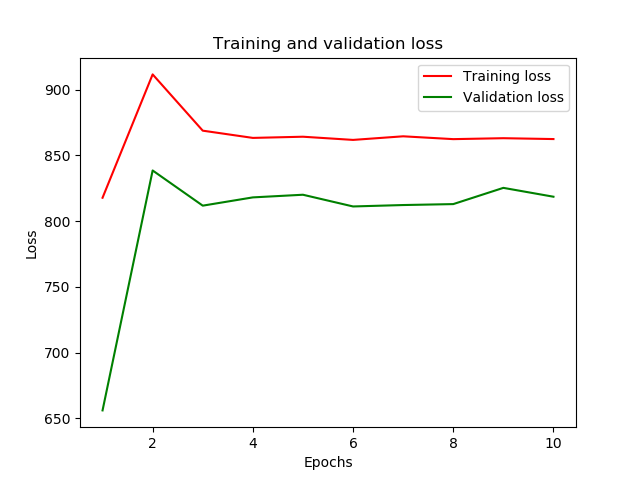 Training and validation loss
Training loss
Validation loss
900
850
800
750
700
650
Loss
2
4
6
8
10
Epochs